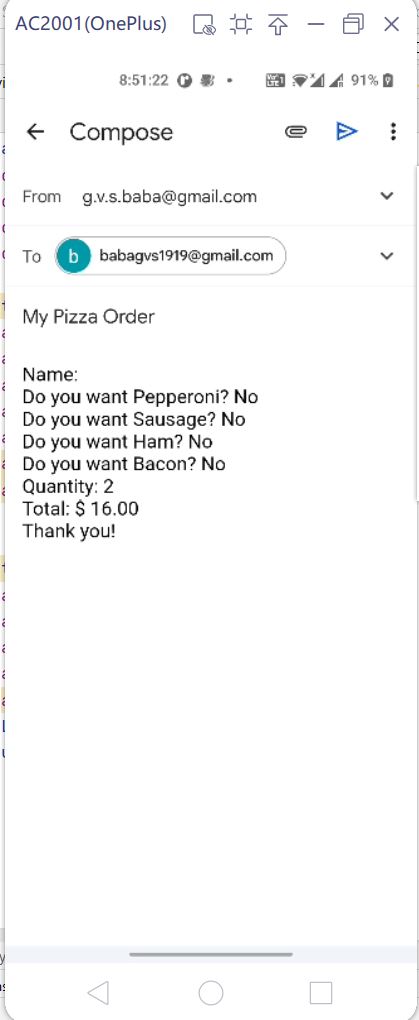 AC2001(OnePlus)
8:51:22
91%
Compose
From g.v.s.baba@gmail.com
To b babagvs1919@gmail.com
My Pizza Order
Name:
Do you want Pepperoni? No
Do you want Sausage? No
Do you want Ham? No
Do you want Bacon? No
Quantity: 2
Total: $ 16.00
Thank you!